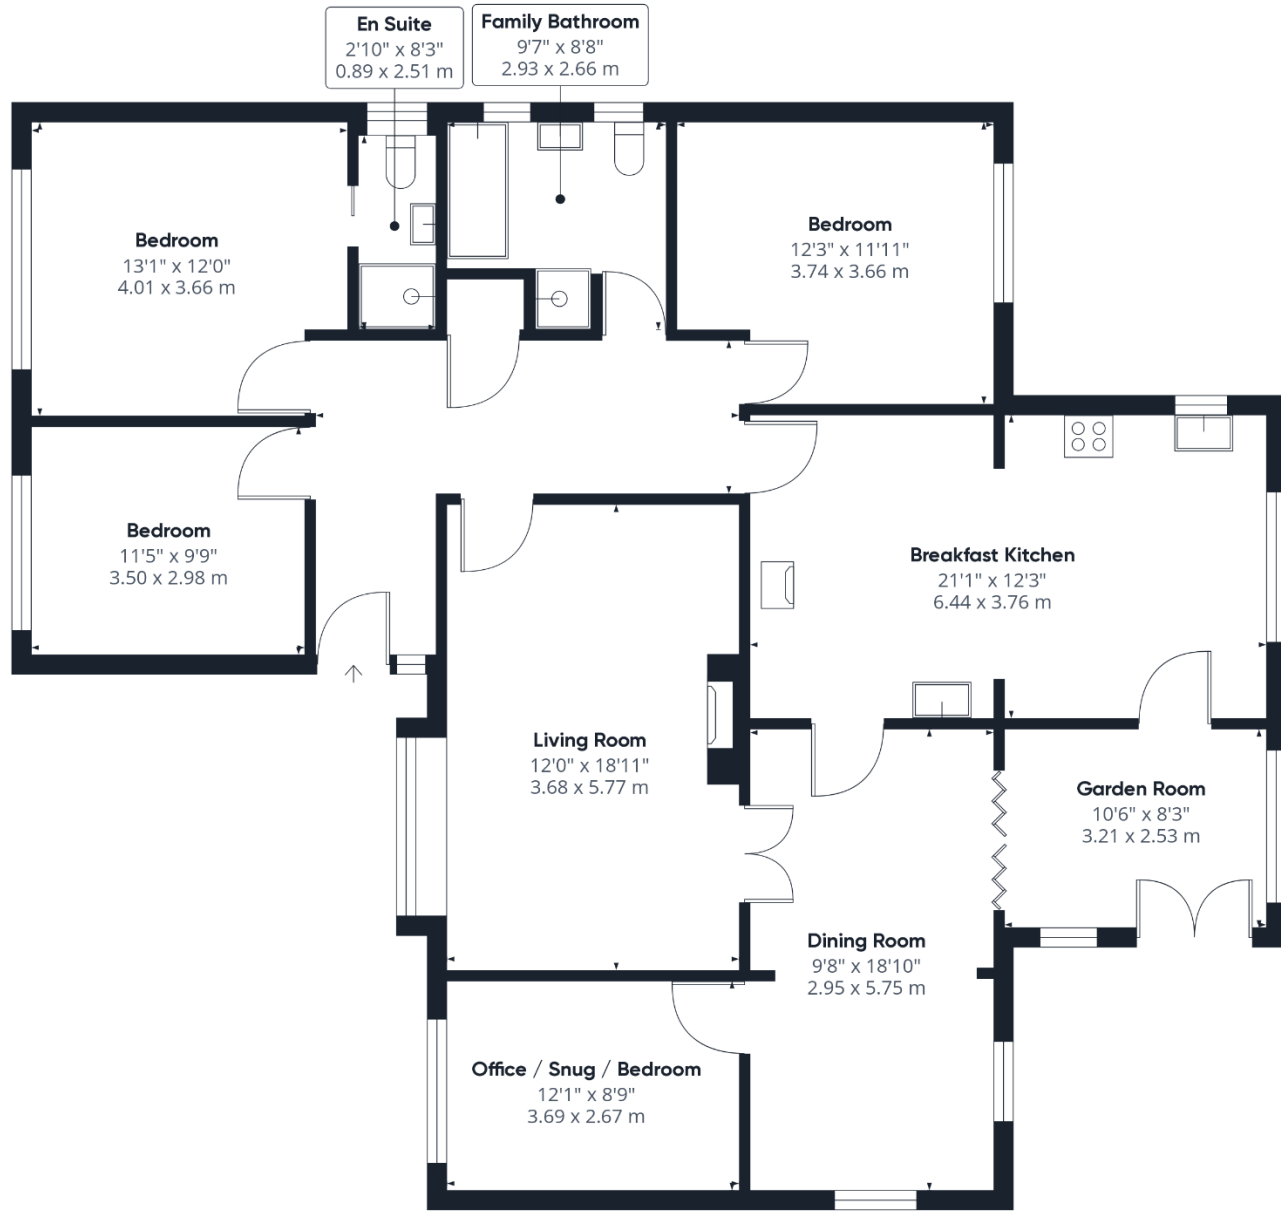 En Suite
2'10" x 8'3"
0.89 x 2.51 m
Family Bathroom
9'7" x 8'8"
2.93 x 2.66 m
Bedroom
13'1" x 12'0"
4.01 x 3.66 m
Bedroom
12'3" x 11'11"
3.74 x 3.66 m
Bedroom
11'5" x 9'9"
3.50 x 2.98 m
Breakfast Kitchen
21'1" x 12'3"
6.44 x 3.76 m
Living Room
12'0" x 18'11"
3.68 x 5.77 m
Garden Room
10'6" x 8'3"
3.21 x 2.53 m
Dining Room
9'8" x 18'10"
2.95 x 5.75 m
Office / Snug / Bedroom
12'1" x 8'9"
3.69 x 2.67 m